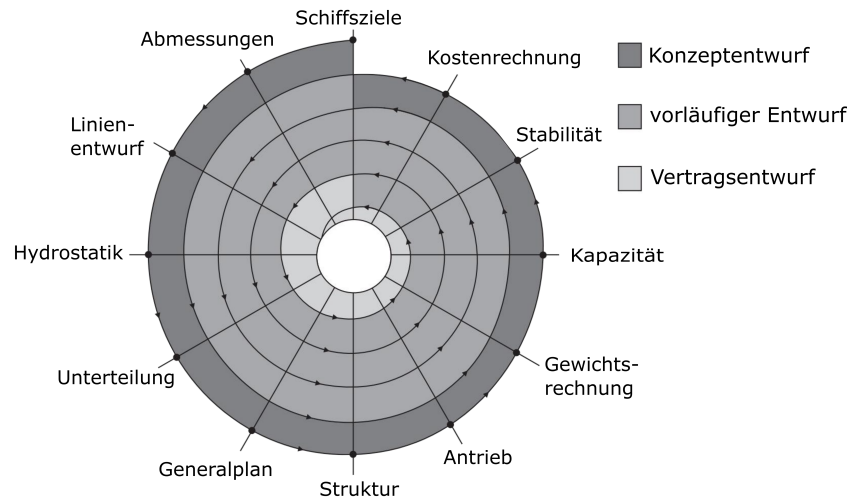 Schiffsziele
Abmessungen
Kostenrechnung
Konzeptentwurf
Linien-
entwurf
Stabilität
vorläufiger Entwurf
Vertragsentwurf
Hydrostatik
Kapazität
Unterteilung
Gewichts-
rechnung
Generalplan
Antrieb
Struktur